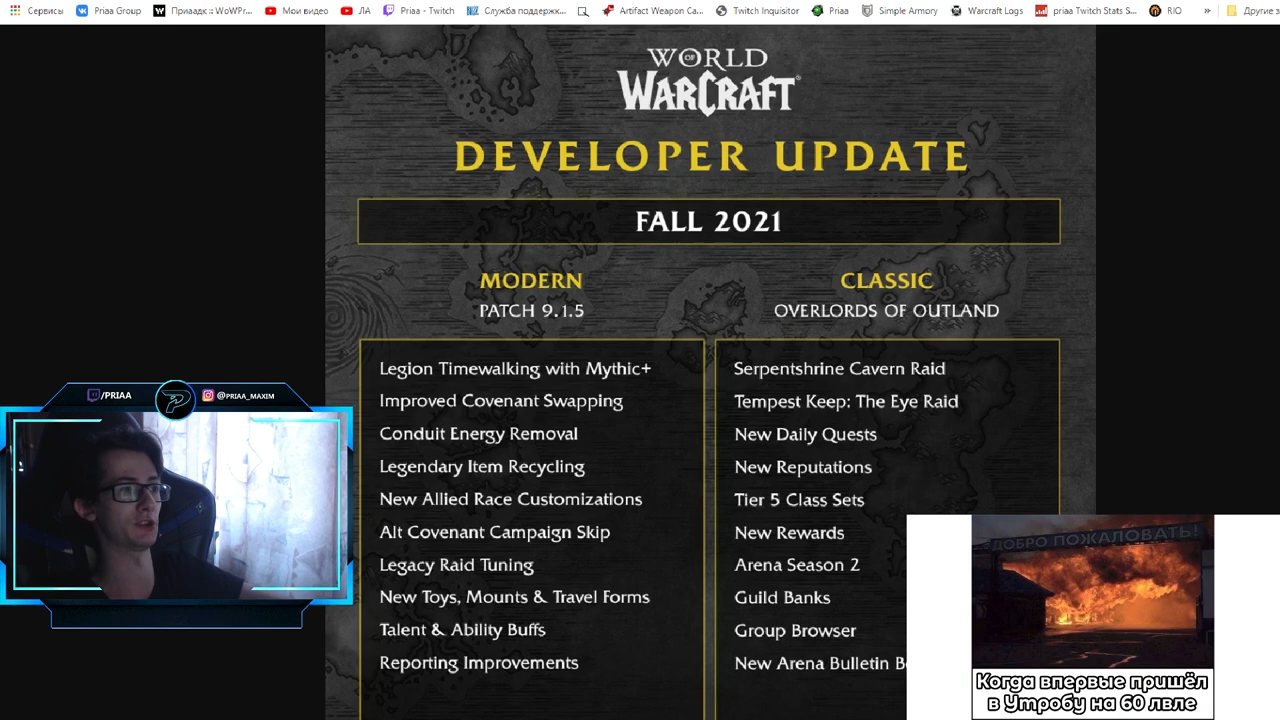 Сервисы
Priaa Group
Приаадк :: WoWPr...
Мои видео
ЛА
Priaa - Twitch
Служба поддержк...
Artifact Weapon Ca...
Twitch Inquisitor
Priaa
Simple Armory
Warcraft Logs
priaa Twitch Stats S...
RIO
»
Другие з
WORLD OF
WARCRAFT
DEVELOPER UPDATE
FALL 2021
MODERN
PATCH 9.1.5
Legion Timewalking with Mythic+
Improved Covenant Swapping
Conduit Energy Removal
Legendary Item Recycling
New Allied Race Customizations
Alt Covenant Campaign Skip
Legacy Raid Tuning
New Toys, Mounts & Travel Forms
Talent & Ability Buffs
Reporting Improvements
CLASSIC
OVERLORDS OF OUTLAND
Serpentshrine Cavern Raid
Tempest Keep: The Eye Raid
New Daily Quests
New Reputations
Tier 5 Class Sets
New Rewards
Arena Season 2
Guild Banks
Group Browser
New Arena Bulletin B
/PRIAA
@PRIAA_MAXIM
ДОБРО ПОЖАЛОВАТЬ!
Когда впервые пришёл
в Утробу на 60 лвле